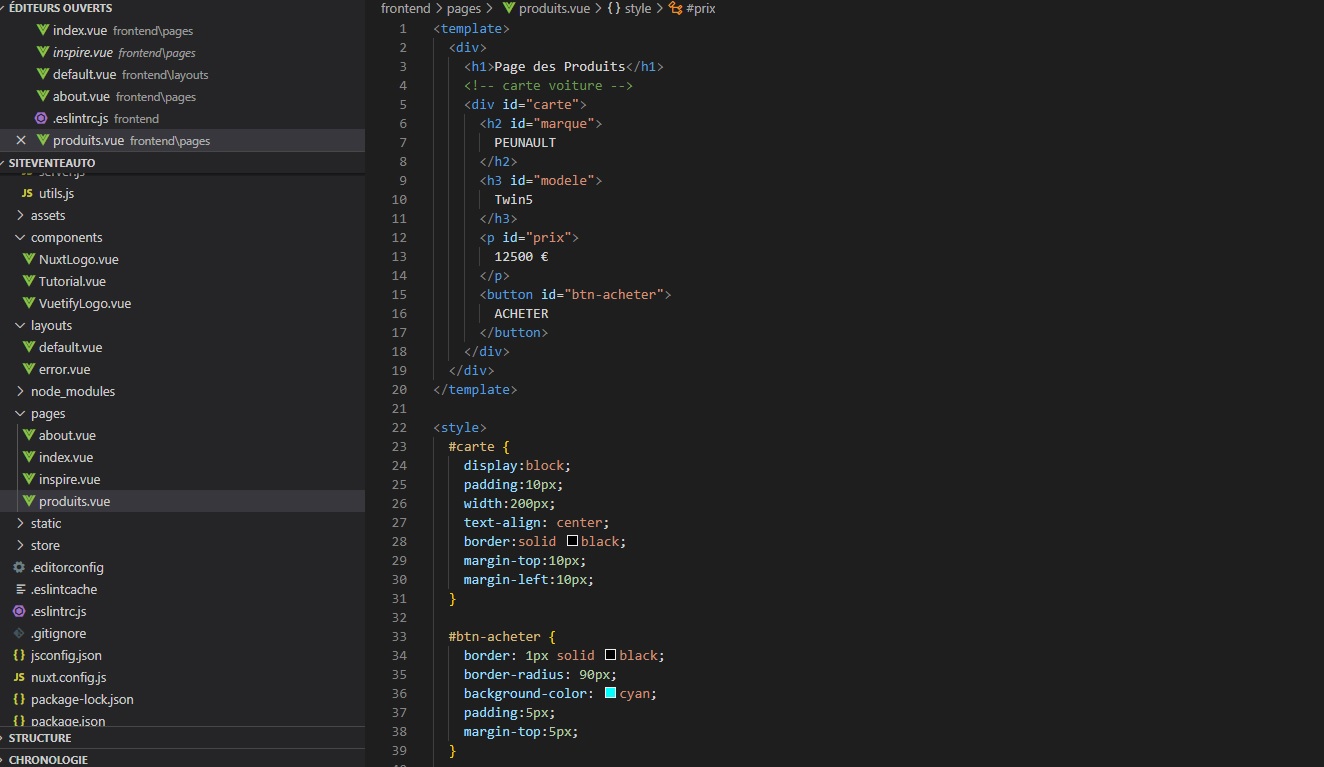 ÉDITEURS OUVERTS
index.vue frontend\pages
inspire.vue frontend\pages
default.vue frontend\layouts
about.vue frontend\pages
.eslintrc.js frontend
produits.vue frontend\pages
SITEVENTEAUTO
JS utils.js
assets
components
NuxtLogo.vue
Tutorial.vue
VuetifyLogo.vue
layouts
default.vue
error.vue
node_modules
pages
about.vue
index.vue
inspire.vue
produits.vue
static
store
.editorconfig
.eslintcache
.eslintrc.js
.gitignore
{} jsconfig.json
JS nuxt.config.js
{} package-lock.json
{} package.json
STRUCTURE
CHRONOLOGIE
frontend > pages > produits.vue > {} style > #prix
1 <template>
2 <div>
3 <h1>Page des Produits</h1>
4 <!-- carte voiture -->
5 <div id="carte">
6 <h2 id="marque">
7 PEUNAULT
8 </h2>
9 <h3 id="modele">
10 Twin5
11 </h3>
12 <p id="prix">
13 12500 €
14 </p>
15 <button id="btn-acheter">
16 ACHETER
17 </button>
18 </div>
19 </div>
20 </template>
21
22 <style>
23 #carte {
24 display:block;
25 padding:10px;
26 width:200px;
27 text-align: center;
28 border:solid black;
29 margin-top:10px;
30 margin-left:10px;
31 }
32
33 #btn-acheter {
34 border: 1px solid black;
35 border-radius: 90px;
36 background-color: cyan;
37 padding:5px;
38 margin-top:5px;
39 }